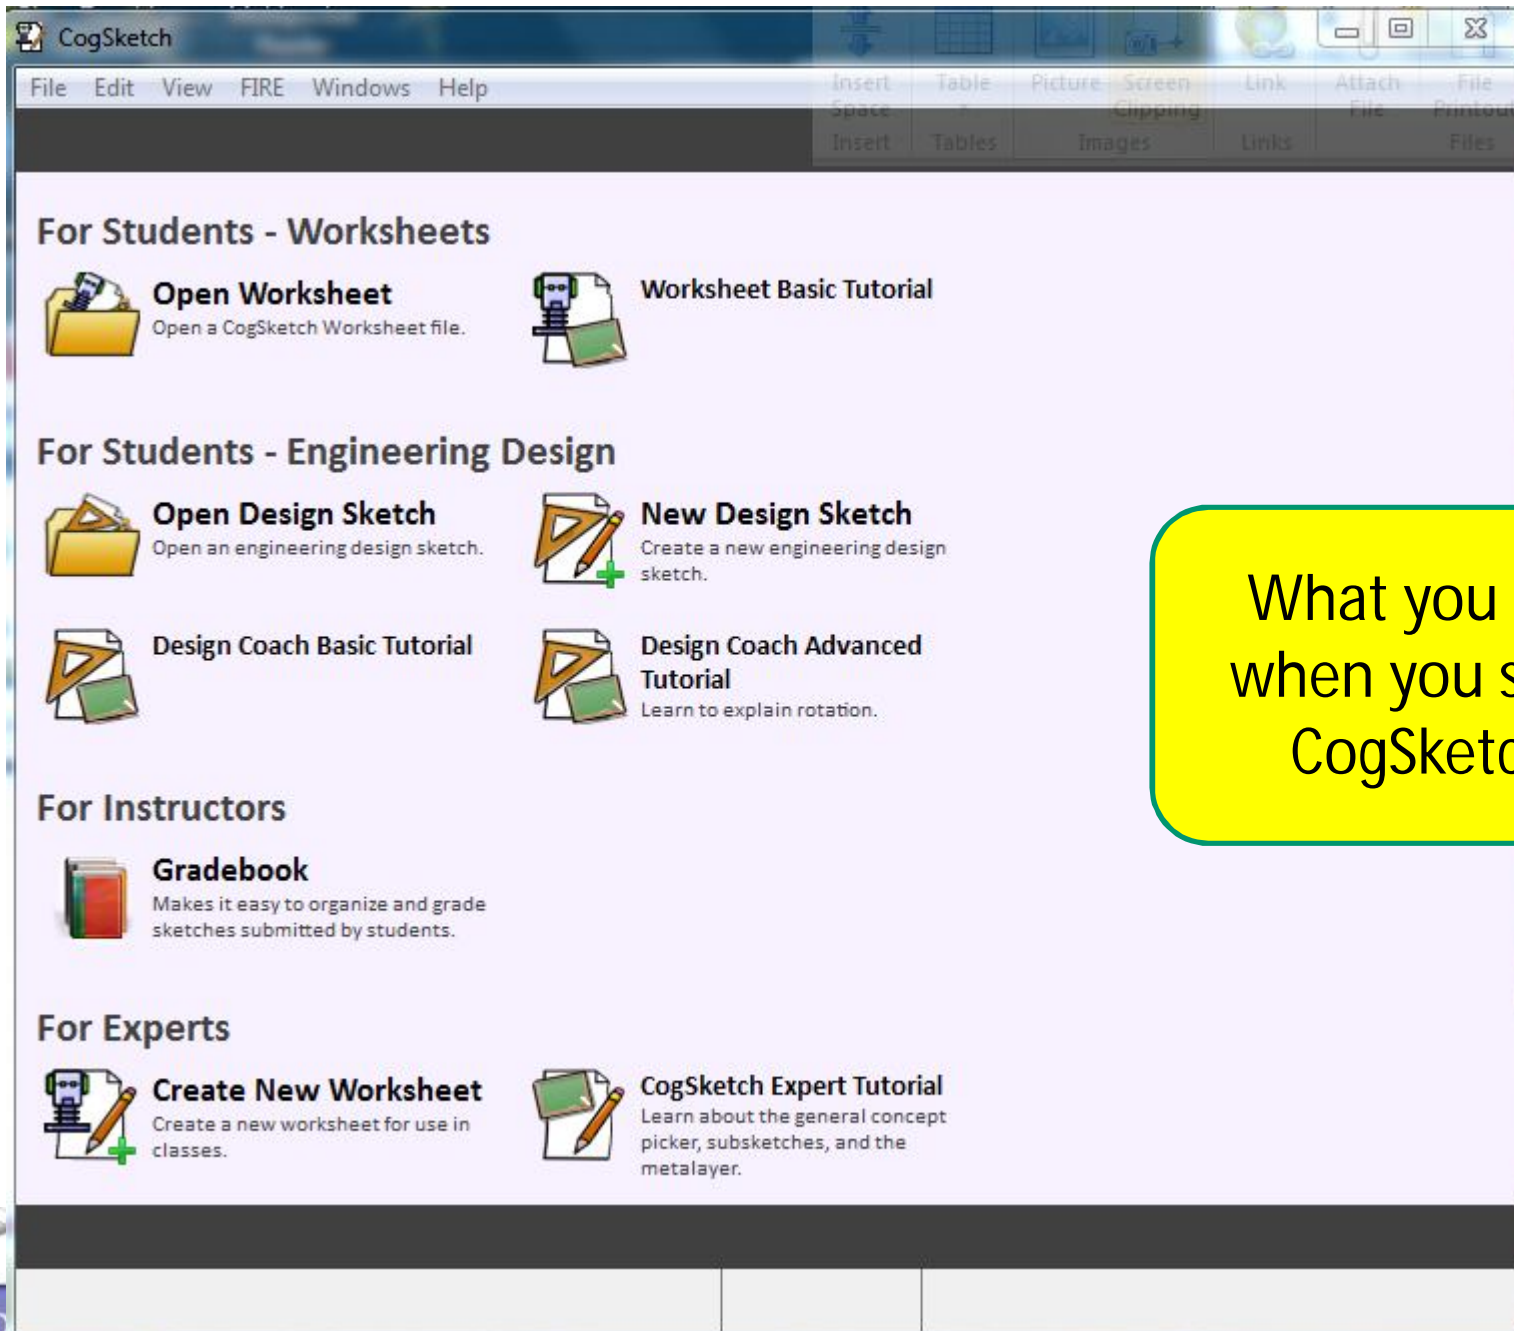 CogSketch
File Edit View FIRE Windows Help
Insert Space Table Picture Screen Clipping Link Attach File File Printout
Insert Tables Images Links Files
For Students - Worksheets
Open Worksheet
Open a CogSketch Worksheet file.
Worksheet Basic Tutorial
For Students - Engineering Design
Open Design Sketch
Open an engineering design sketch.
New Design Sketch
Create a new engineering design
sketch.
Design Coach Basic Tutorial
Design Coach Advanced
Tutorial
Learn to explain rotation.
What you
when you s
CogSketc
For Instructors
Gradebook
Makes it easy to organize and grade
sketches submitted by students.
For Experts
Create New Worksheet
Create a new worksheet for use in
classes.
CogSketch Expert Tutorial
Learn about the general concept
picker, subsketches, and the
metalayer.